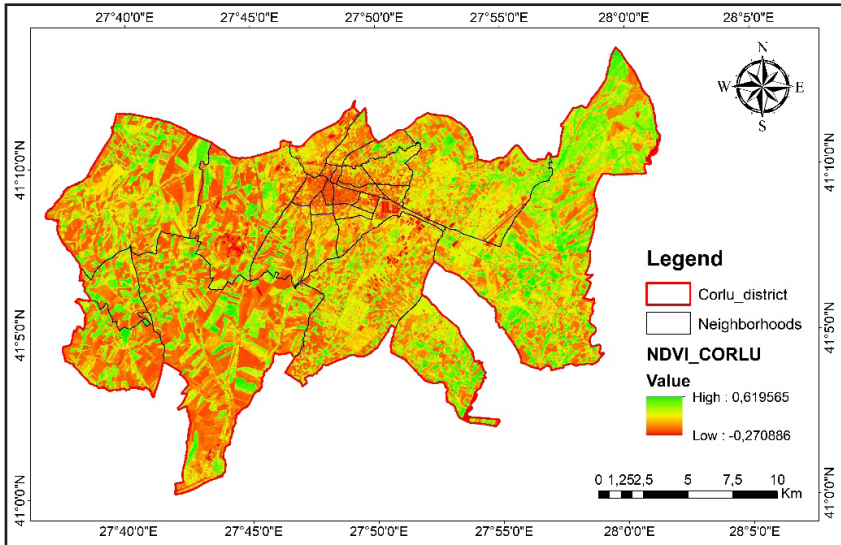 27°40'0"E 27°45'0"E 27°50'0"E 27°55'0"E 28°0'0"E 28°5'0"E
N
W E
S
41°10'0"N 41°10'0"N
41°5'0"N 41°5'0"N
41°0'0"N 41°0'0"N
Legend
Corlu_district
Neighborhoods
NDVI_CORLU
Value
High : 0,619565
Low : -0,270886
0 1,252,5 5 7,5 10
Km
27°40'0"E 27°45'0"E 27°50'0"E 27°55'0"E 28°0'0"E 28°5'0"E